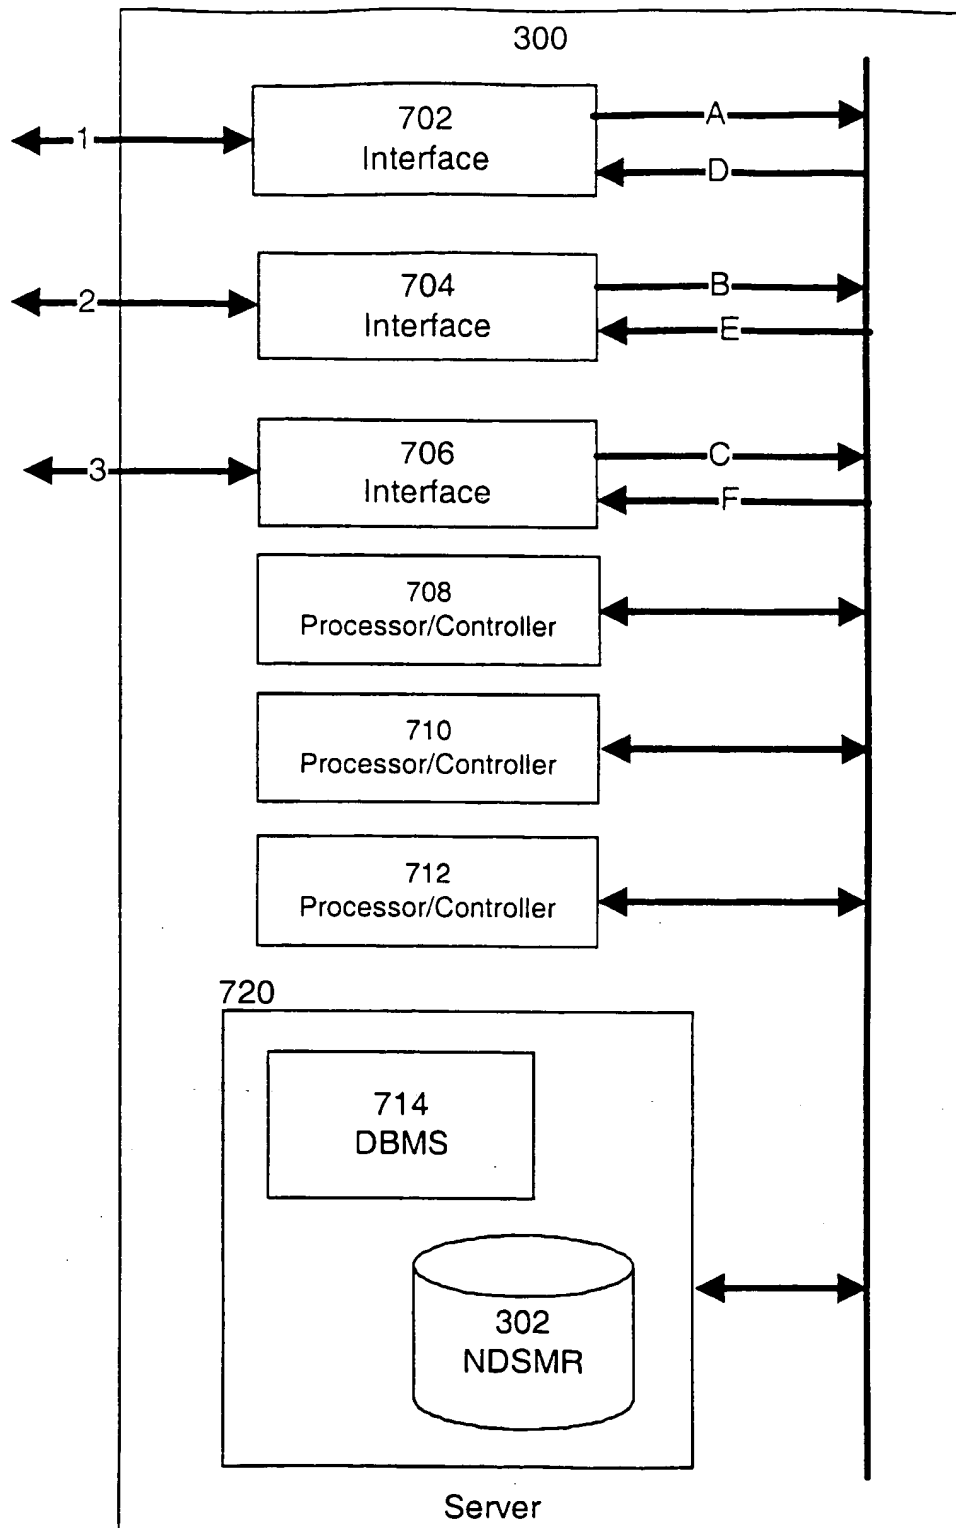 300
702
Interface
1
A
D
704
Interface
2
B
E
706
Interface
3
C
F
708
Processor/Controller
710
Processor/Controller
712
Processor/Controller
720
714
DBMS
302
NDSMR
Server